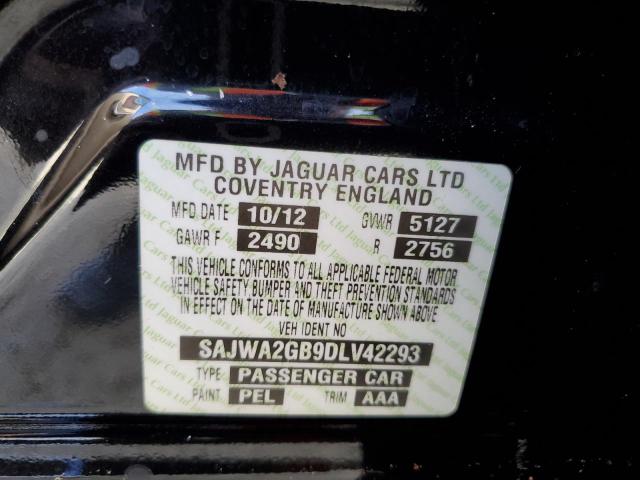 MFD BY JAGUAR CARS LTD
COVENTRY ENGLAND
MFD DATE 10/12 GVWR 5127
GAWR F 2490 R 2756
THIS VEHICLE CONFORMS TO ALL APPLICABLE FEDERAL MOTOR
VEHICLE SAFETY BUMPER AND THEFT PREVENTION STANDARDS
IN EFFECT ON THE DATE OF MANUFACTURE SHOWN ABOVE
VEH IDENT NO
SAJWA2GB9DLV42293
TYPE PASSENGER CAR
PAINT PEL TRIM AAA